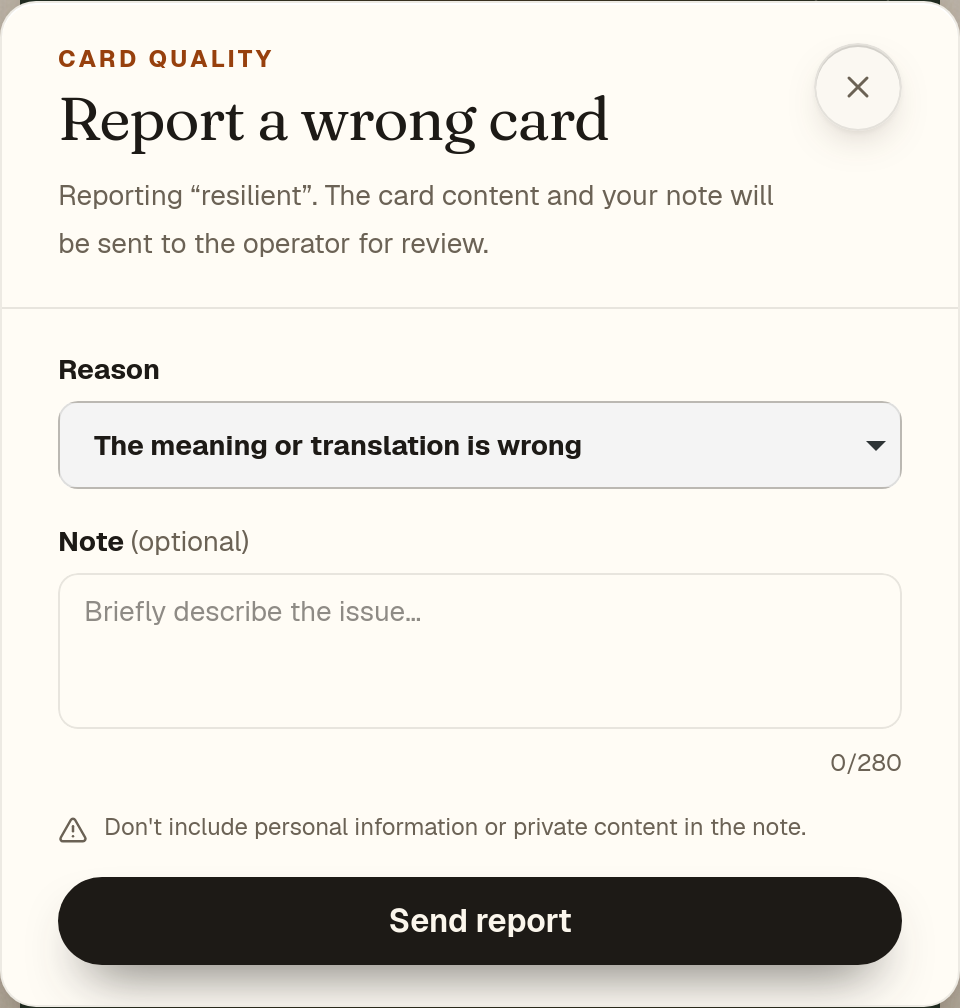 CARD QUALITY
Report a wrong card
Reporting “resilient”. The card content and your note will
be sent to the operator for review.
Reason
The meaning or translation is wrong
Note (optional)
Briefly describe the issue...
0/280
Don't include personal information or private content in the note.
Send report